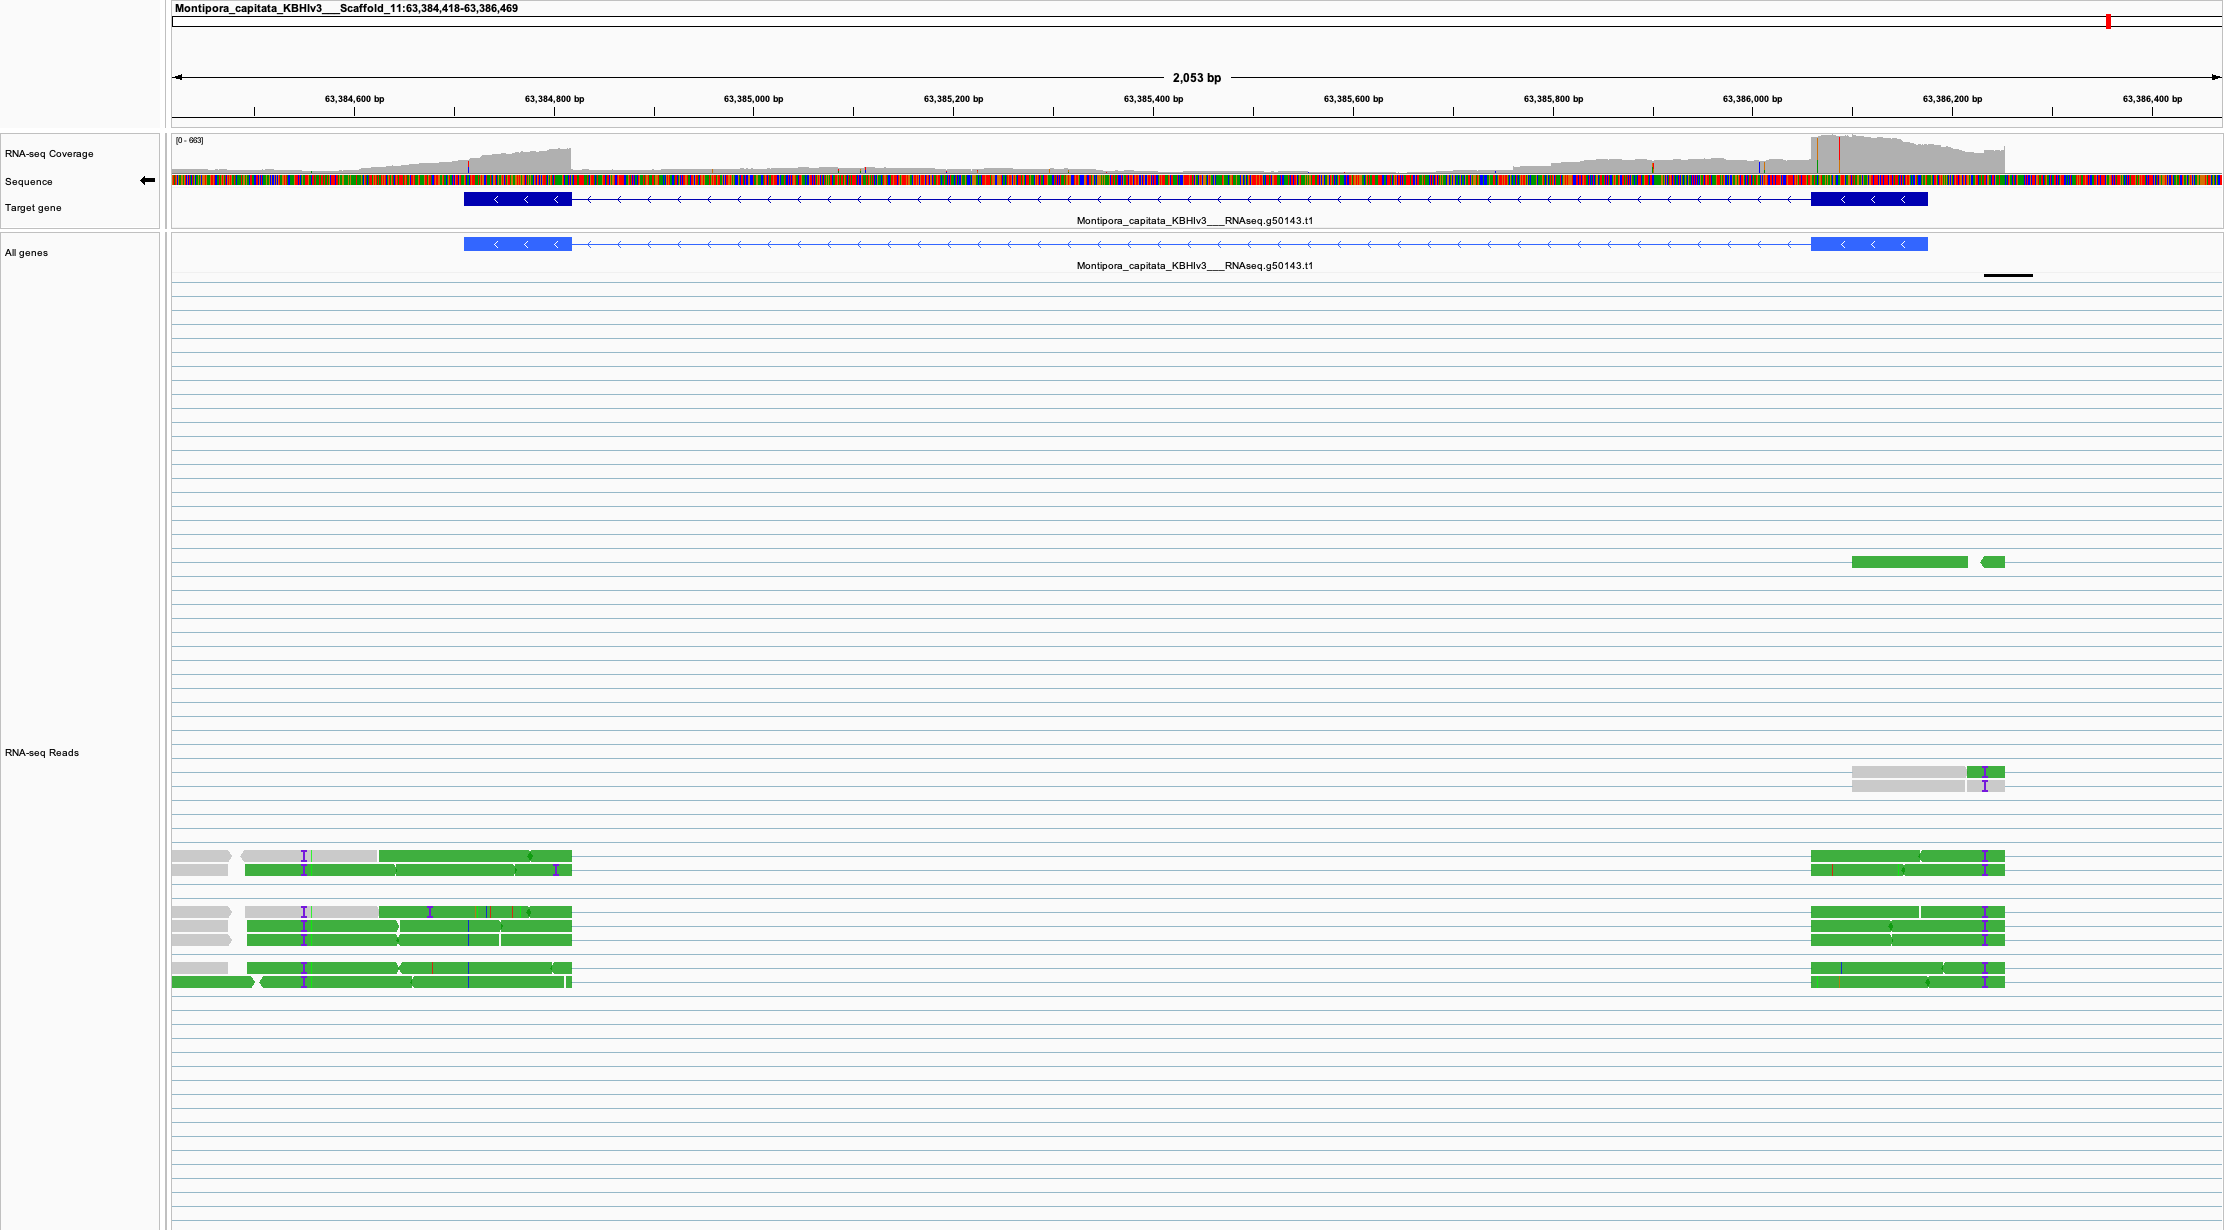 Montipora_capitata_KBHIv3___Scaffold_11:63,384,418-63,386,469
2,053 bp
63,384,600 bp 63,384,800 bp 63,385,000 bp 63,385,200 bp 63,385,400 bp 63,385,600 bp 63,385,800 bp 63,386,000 bp 63,386,200 bp 63,386,400 bp
[0 - 663]
RNA-seq Coverage
Sequence
Target gene
Montipora_capitata_KBHIv3___RNAseq.g50143.t1
All genes
Montipora_capitata_KBHIv3___RNAseq.g50143.t1
RNA-seq Reads